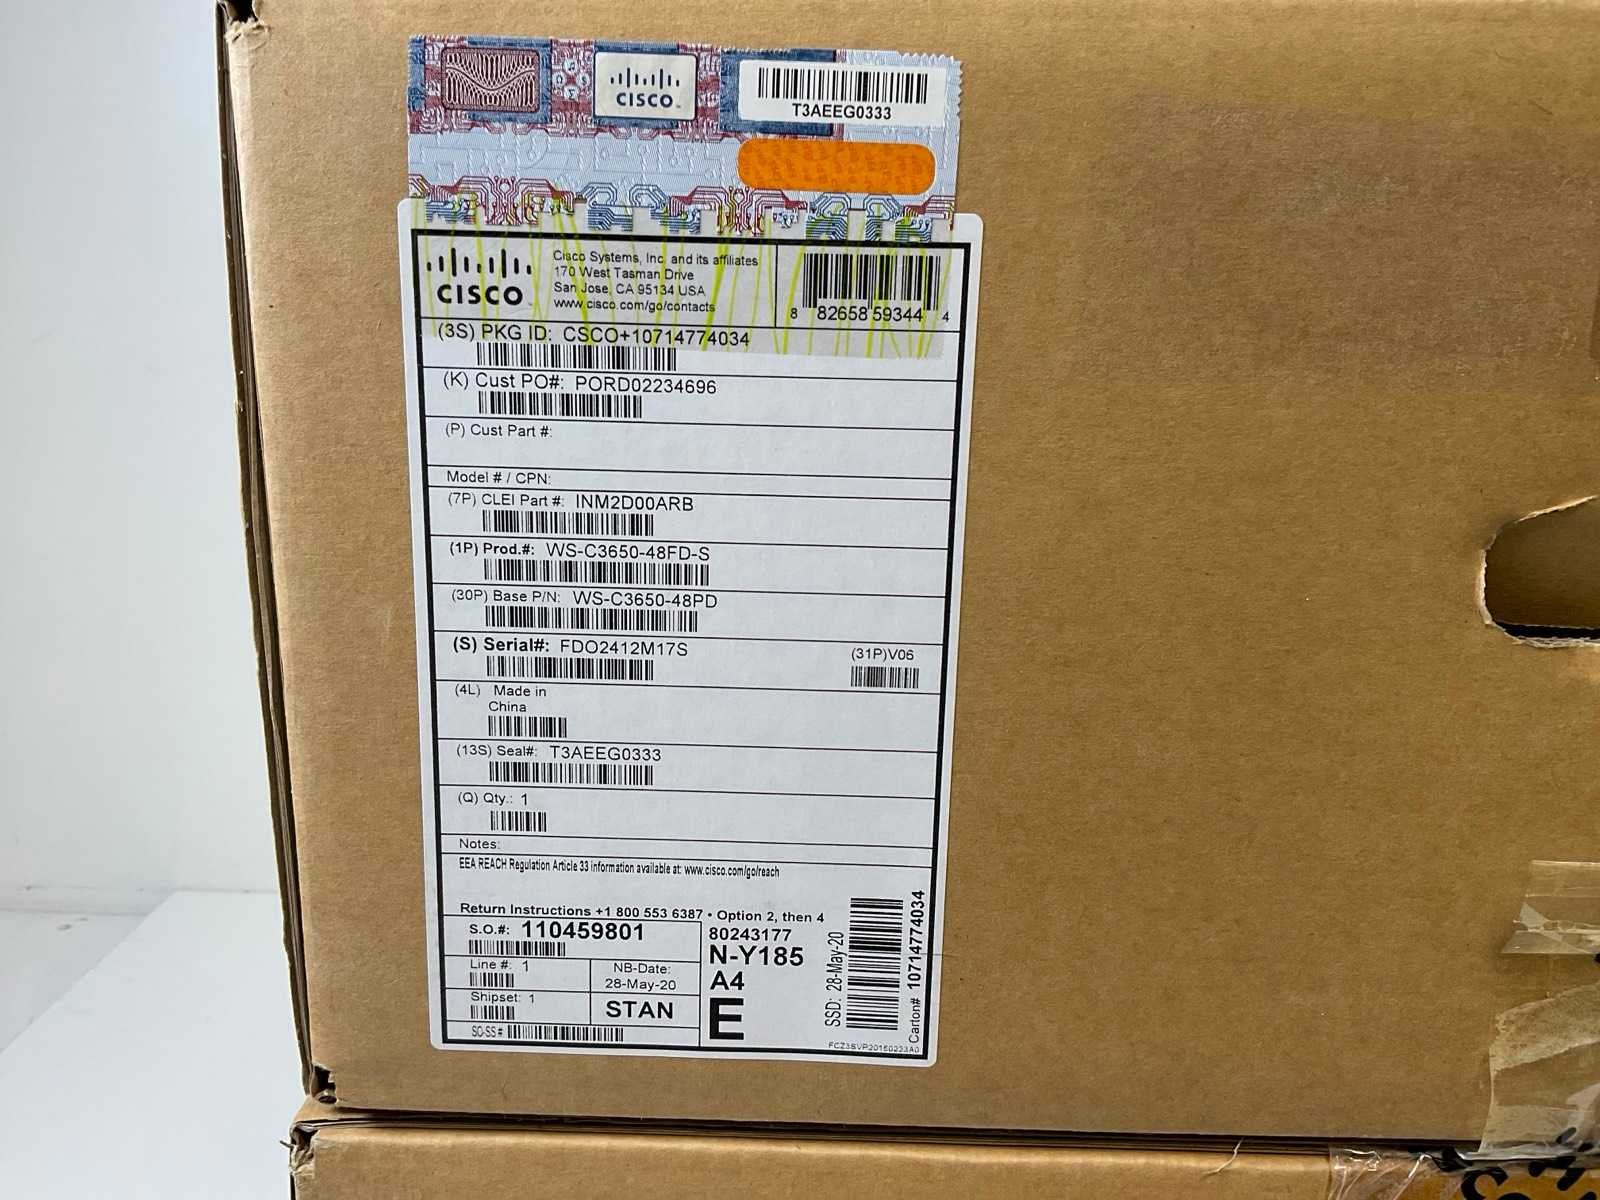 CISCO
T3AEEG0333
CISCO
Cisco Systems, Inc. and its affiliates
170 West Tasman Drive
San Jose, CA 95134 USA
www.cisco.com/go/contacts
8 82658 59344 4
(3S) PKG ID: CSCO+10714774034
(K) Cust PO#: PORD02234696
(P) Cust Part #:
Model # / CPN:
(7P) CLEI Part #: INM2D00ARB
(1P) Prod.#: WS-C3650-48FD-S
(30P) Base P/N: WS-C3650-48PD
(S) Serial#: FDO2412M17S
(31P)V06
(4L) Made in
China
(13S) Seal#: T3AEEG0333
(Q) Qty.: 1
Notes:
EEA REACH Regulation Article 33 information available at: www.cisco.com/go/reach
Return Instructions +1 800 553 6387 • Option 2, then 4
S.O.#: 110459801
Line #: 1
NB-Date:
28-May-20
Shipset: 1
STAN
SO-SS #
80243177
N-Y185
A4
E
SSD: 28-May-20
Carton# 10714774034